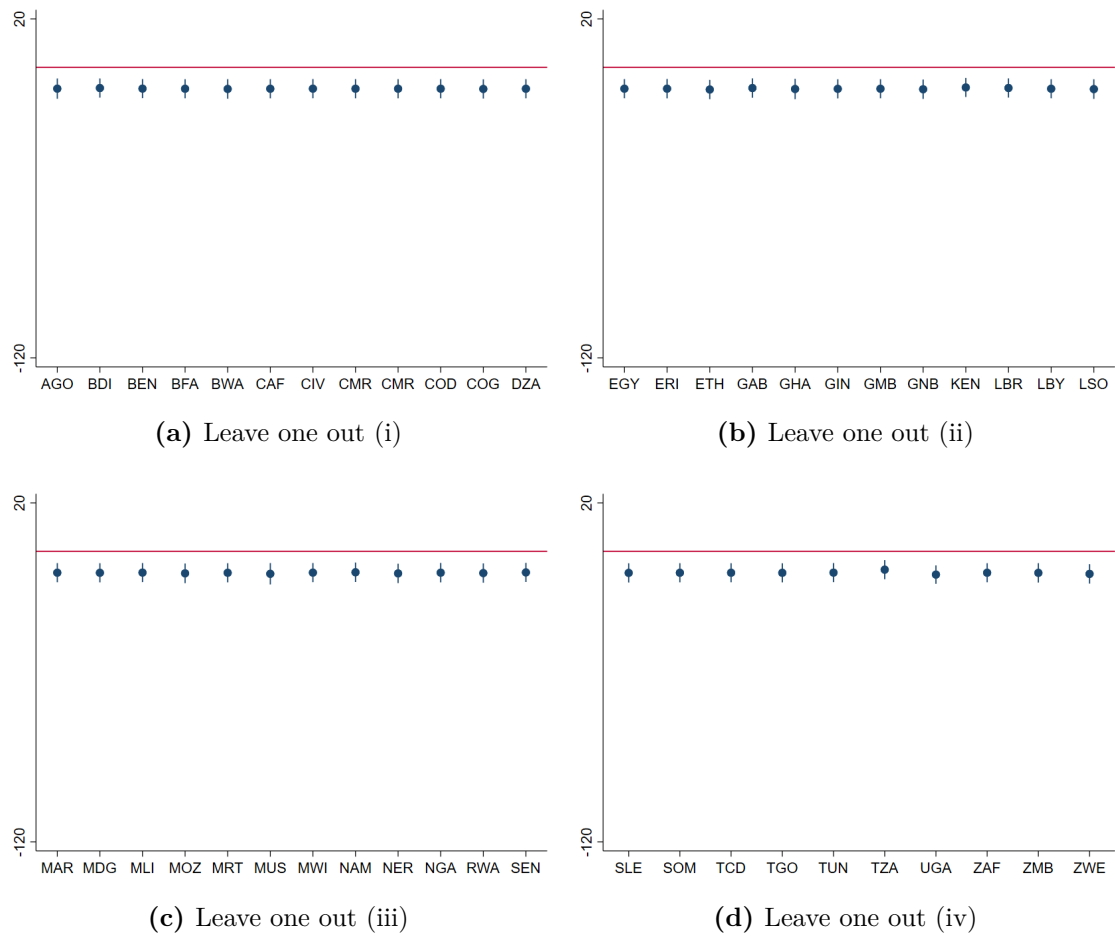 20
-120
AGO BDI BEN BFA BWA CAF CIV CMR CMR COD COG DZA
(a) Leave one out (i)
20
-120
EGY ERI ETH GAB GHA GIN GMB GNB KEN LBR LBY LSO
(b) Leave one out (ii)
20
-120
MAR MDG MLI MOZ MRT MUS MWI NAM NER NGA RWA SEN
(c) Leave one out (iii)
20
-120
SLE SOM TCD TGO TUN TZA UGA ZAF ZMB ZWE
(d) Leave one out (iv)